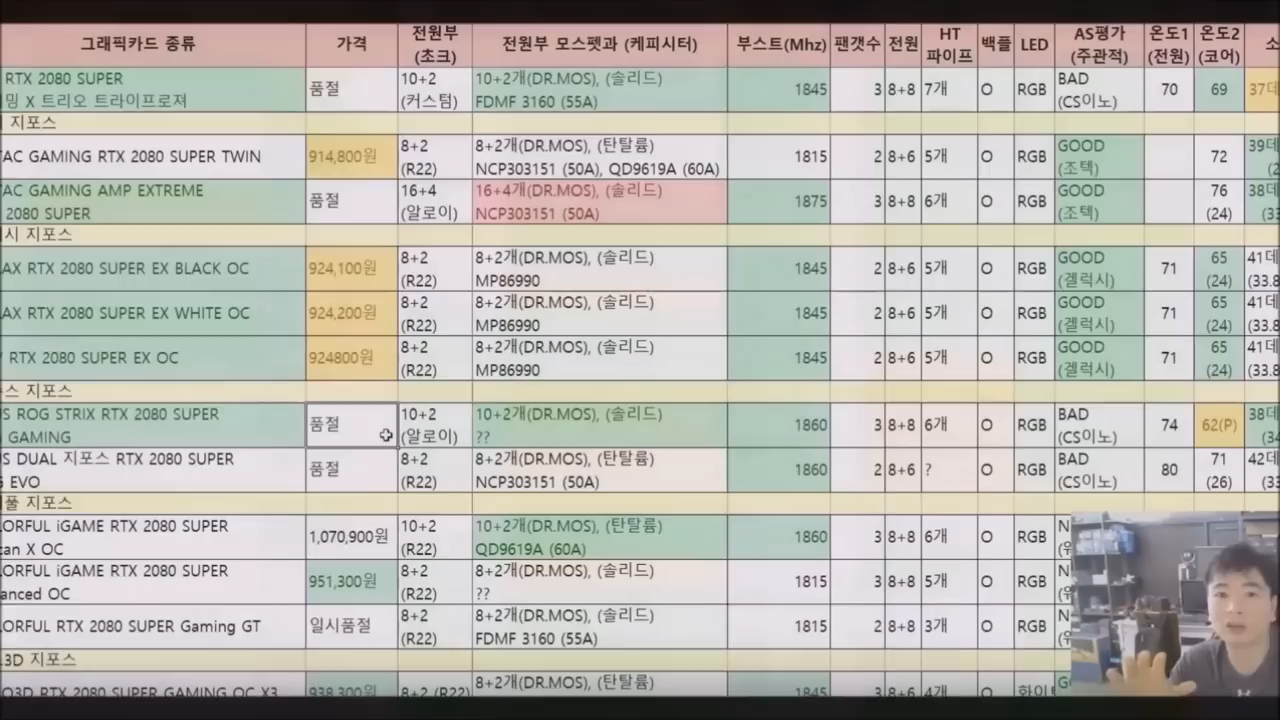 그래픽카드 종류 가격 전원부 (초크) 전원부 모스펫과 (케피시터) 부스트(Mhz) 팬갯수 전원 HT 파이프 백플 LED AS평가 (주관적) 온도1 (전원) 온도2 (코어) 소
RTX 2080 SUPER 품절 10+2 10+2개(DR.MOS), (솔리드) 1845 3 8+8 7개 O RGB BAD 70 69 37데
밍 X 트리오 트라이프로져 (커스텀) FDMF 3160 (55A) (CS이노)
지포스
TAC GAMING RTX 2080 SUPER TWIN 914,800원 8+2 8+2개(DR.MOS), (탄탈륨) 1815 2 8+6 5개 O RGB GOOD 72 39데
(R22) NCP303151 (50A), QD9619A (60A) (조텍)
TAC GAMING AMP EXTREME 품절 16+4 16+4개(DR.MOS), (솔리드) 1875 3 8+8 6개 O RGB GOOD 76 38데
2080 SUPER (알로이) NCP303151 (50A) (조텍) (24) (33
시 지포스
AX RTX 2080 SUPER EX BLACK OC 924,100원 8+2 8+2개(DR.MOS), (솔리드) 1845 2 8+6 5개 O RGB GOOD 71 65 41데
(R22) MP86990 (겔럭시) (24) (33.8
AX RTX 2080 SUPER EX WHITE OC 924,200원 8+2 8+2개(DR.MOS), (솔리드) 1845 2 8+6 5개 O RGB GOOD 71 65 41데
(R22) MP86990 (겔럭시) (24) (33.8
RTX 2080 SUPER EX OC 924800원 8+2 8+2개(DR.MOS), (솔리드) 1845 2 8+6 5개 O RGB GOOD 71 65 41데
(R22) MP86990 (겔럭시) (24) (33.8
스 지포스
S ROG STRIX RTX 2080 SUPER 품절 10+2 10+2개(DR.MOS), (솔리드) 1860 3 8+8 6개 O RGB BAD 74 62(P) 38데
GAMING (알로이) ?? (CS이노) (34
S DUAL 지포스 RTX 2080 SUPER 품절 8+2 8+2개(DR.MOS), (탄탈륨) 1860 2 8+6 ? O RGB BAD 80 71 42데
EVO (R22) NCP303151 (50A) (CS이노) (26) (33
풀 지포스
LORFUL iGAME RTX 2080 SUPER 1,070,900원 10+2 10+2개(DR.MOS), (탄탈륨) 1860 3 8+8 6개 O RGB
can X OC (R22) QD9619A (60A)
LORFUL iGAME RTX 2080 SUPER 951,300원 8+2 8+2개(DR.MOS), (솔리드) 1815 3 8+8 5개 O RGB
anced OC (R22) ??
LORFUL RTX 2080 SUPER Gaming GT 일시품절 8+2 8+2개(DR.MOS), (솔리드) 1815 2 8+8 3개 O RGB
(R22) FDMF 3160 (55A)
3D 지포스
O3D RTX 2080 SUPER GAMING OC X3 938,300원 8+2 (R22) 8+2개(DR.MOS), (탄탈륨) 1845 3 8+6 4개 O 화이